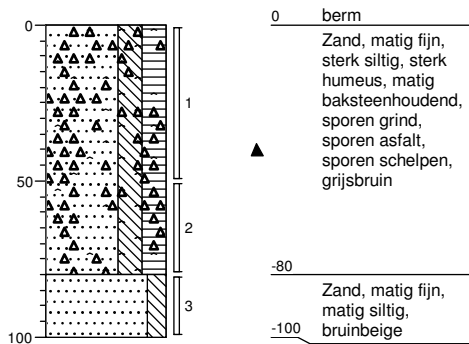 0
50
100
1
2
3
0 berm
Zand, matig fijn,
sterk siltig, sterk
humeus, matig
baksteenhoudend,
sporen grind,
sporen asfalt,
sporen schelpen,
grijsbruin
-80
Zand, matig fijn,
matig siltig,
bruinbeige
-100